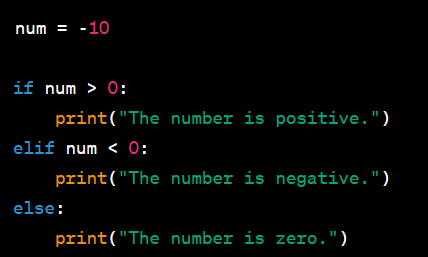 num = -10
if num > 0:
    print("The number is positive.")
elif num < 0:
    print("The number is negative.")
else:
    print("The number is zero.")